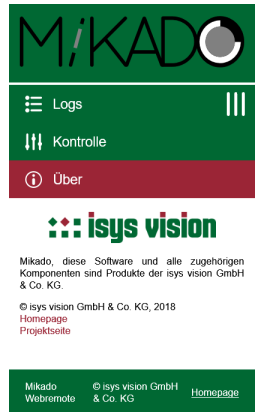 MiKADO
Logs
Kontrolle
Über
isys vision
Mikado, diese Software und alle zugehörigen
Komponenten sind Produkte der isys vision GmbH
& Co. KG.
© isys vision GmbH & Co. KG, 2018
Homepage
Projektseite
Mikado Webremote
© isys vision GmbH & Co. KG
Homepage